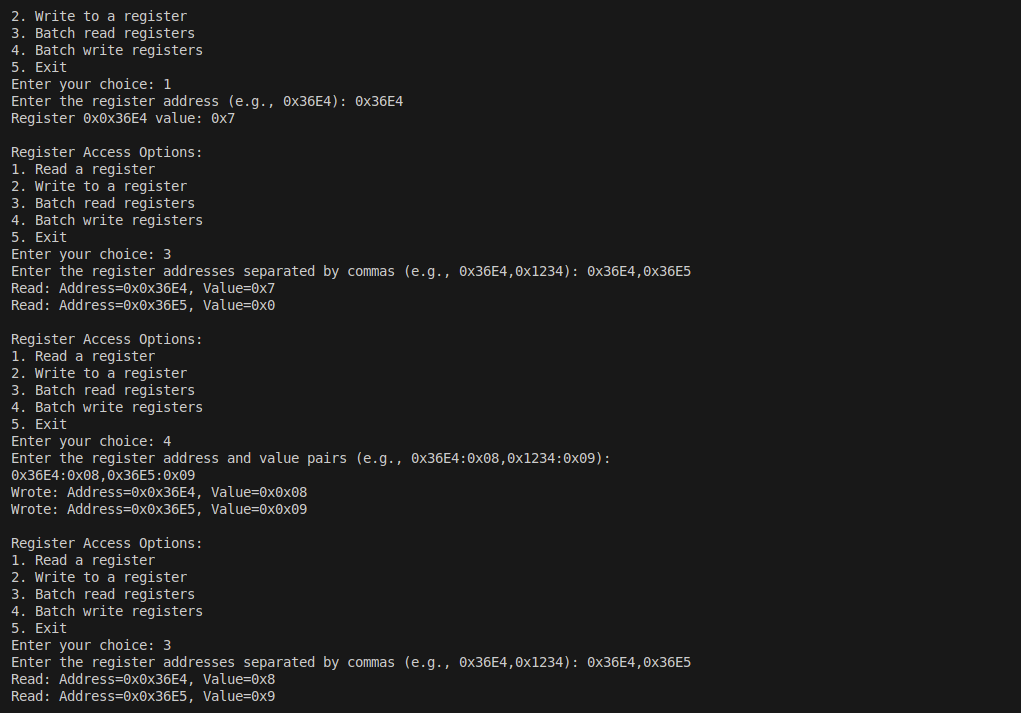 2. Write to a register
3. Batch read registers
4. Batch write registers
5. Exit
Enter your choice: 1
Enter the register address (e.g., 0x36E4): 0x36E4
Register 0x0x36E4 value: 0x7
Register Access Options:
1. Read a register
2. Write to a register
3. Batch read registers
4. Batch write registers
5. Exit
Enter your choice: 3
Enter the register addresses separated by commas (e.g., 0x36E4,0x1234): 0x36E4,0x36E5
Read: Address=0x0x36E4, Value=0x7
Read: Address=0x0x36E5, Value=0x0
Register Access Options:
1. Read a register
2. Write to a register
3. Batch read registers
4. Batch write registers
5. Exit
Enter your choice: 4
Enter the register address and value pairs (e.g., 0x36E4:0x08,0x1234:0x09):
0x36E4:0x08,0x36E5:0x09
Wrote: Address=0x0x36E4, Value=0x0x08
Wrote: Address=0x0x36E5, Value=0x0x09
Register Access Options:
1. Read a register
2. Write to a register
3. Batch read registers
4. Batch write registers
5. Exit
Enter your choice: 3
Enter the register addresses separated by commas (e.g., 0x36E4,0x1234): 0x36E4,0x36E5
Read: Address=0x0x36E4, Value=0x8
Read: Address=0x0x36E5, Value=0x9